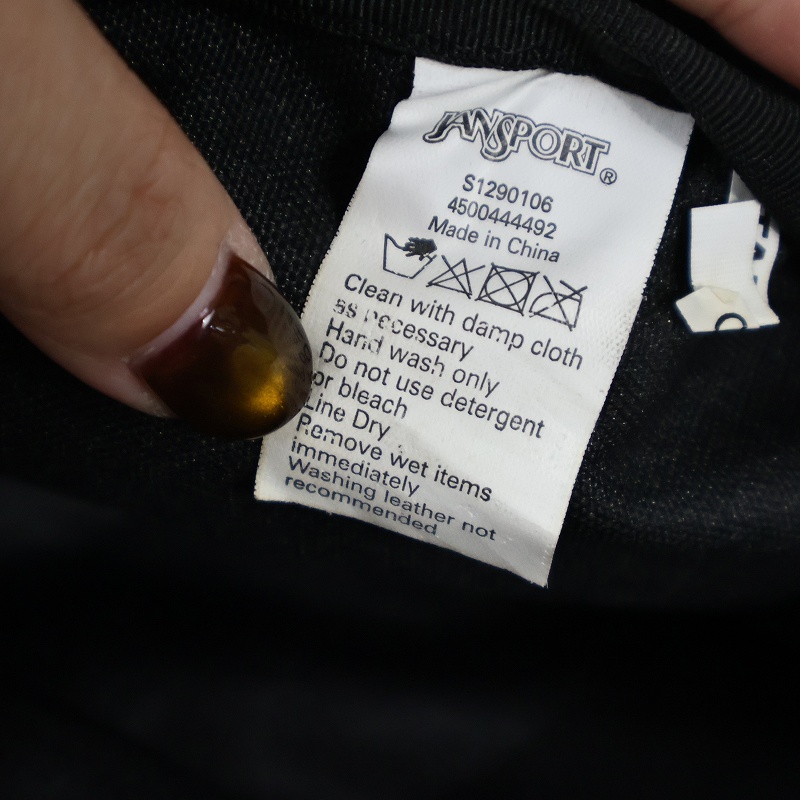 JANSPORT®
S1290106
4500444492
Made in China
Clean with damp cloth
as necessary
Hand wash only
Do not use detergent
or bleach
Line Dry
Remove wet items
immediately
Washing leather not
recommended